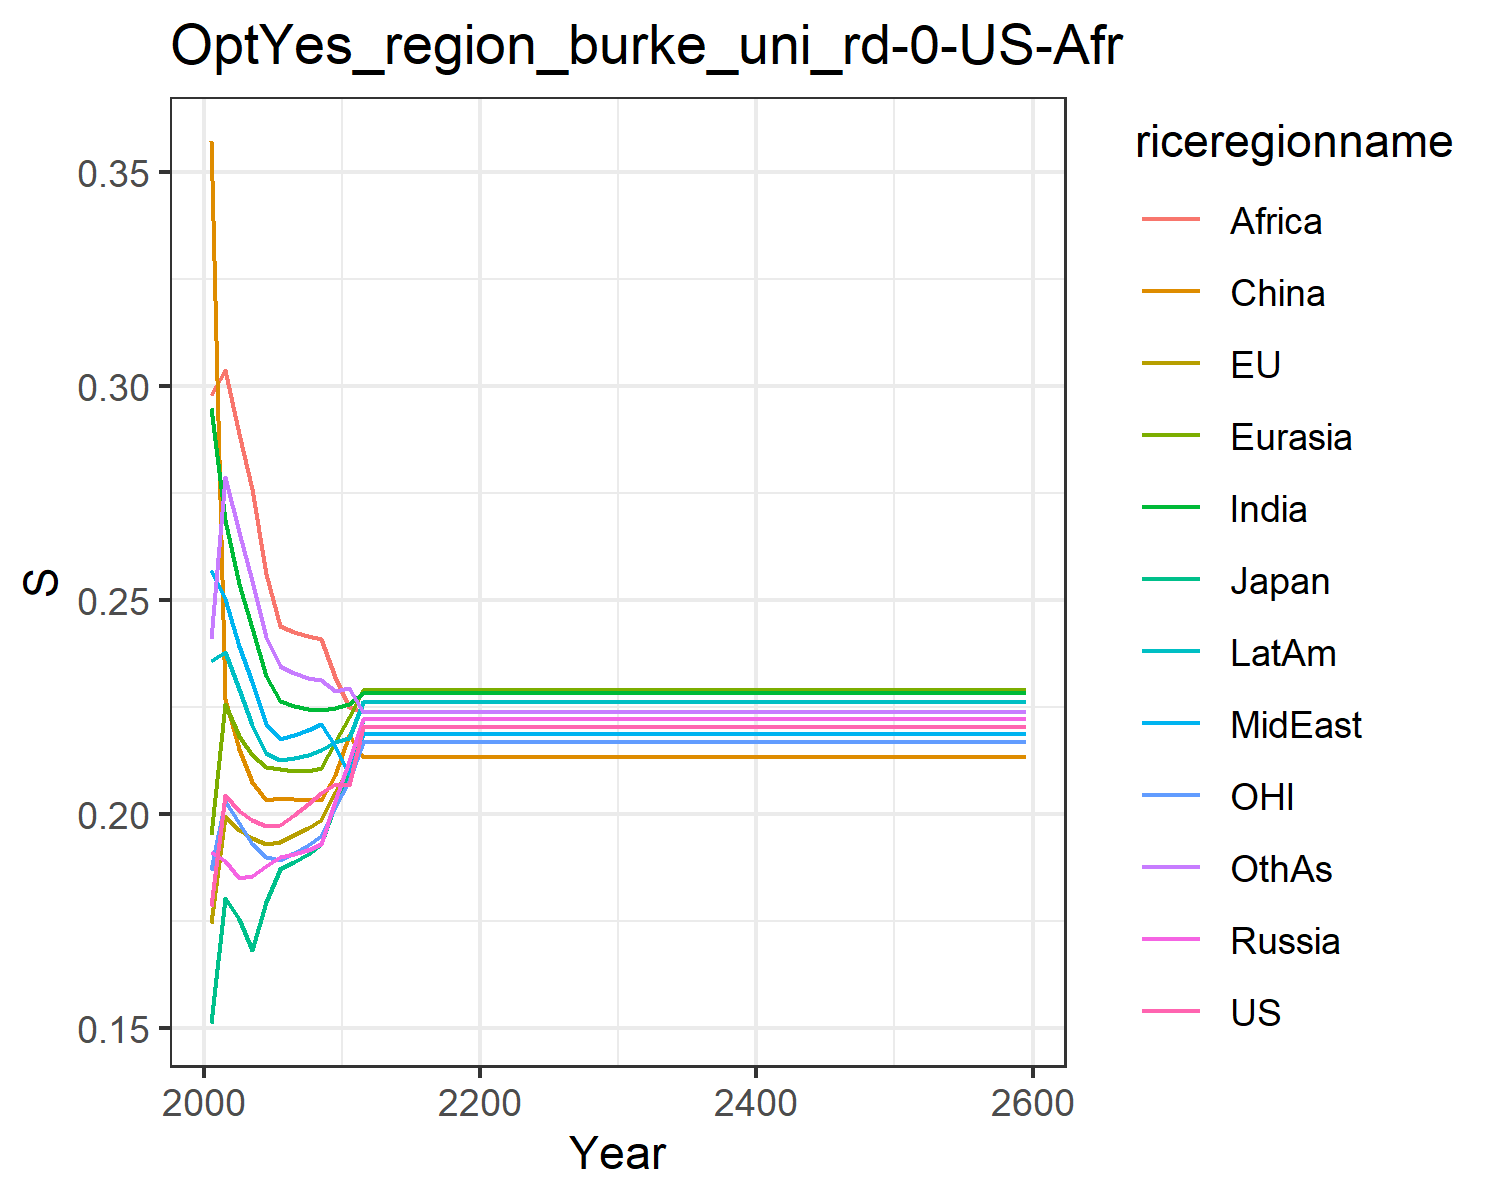 OptYes_region_burke_uni_rd-0-US-Afr
riceregionname
Africa
China
EU
Eurasia
India
Japan
LatAm
MidEast
OHI
OthAs
Russia
US
S
0.35
0.30
0.25
0.20
0.15
2000
2200
2400
2600
Year